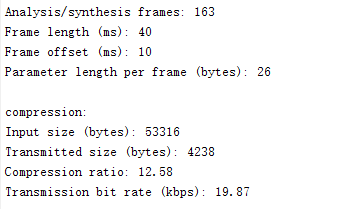 Analysis/synthesis frames: 163
Frame length (ms): 40
Frame offset (ms): 10
Parameter length per frame (bytes): 26
compression:
Input size (bytes): 53316
Transmitted size (bytes): 4238
Compression ratio: 12.58
Transmission bit rate (kbps): 19.87